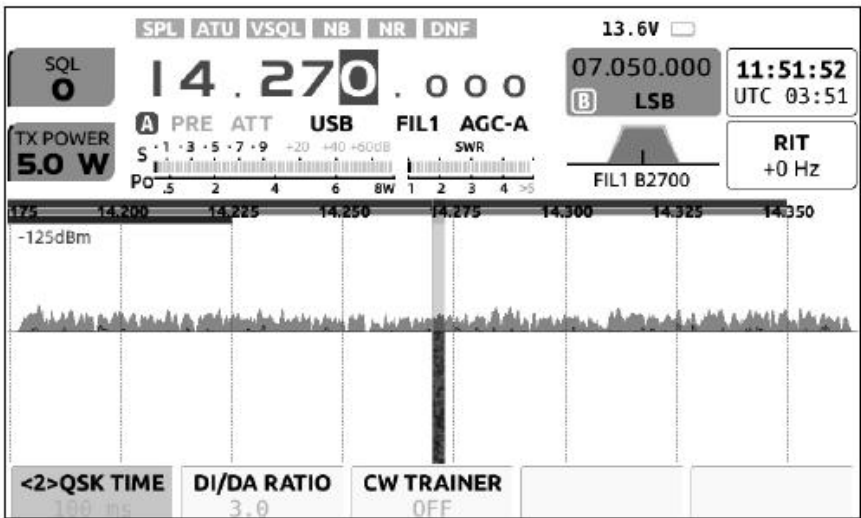 SPL ATU VSQL NB NR DNF 13.6V
SQL
0
14.270.000
07.050.000
B LSB
11:51:52
UTC 03:51
TX POWER
5.0 W
A PRE ATT USB FIL1 AGC-A
S ·1 ·3 ·5 ·7 ·9 +20 +40 +60dB SWR
Po .5 2 4 6 8W 1 2 3 4 >5
FIL1 B2700
RIT
+0 Hz
175 14.200 14.225 14.250 14.275 14.300 14.325 14.350
-125dBm
<2>QSK TIME DI/DA RATIO CW TRAINER
100 ms 3.0 OFF